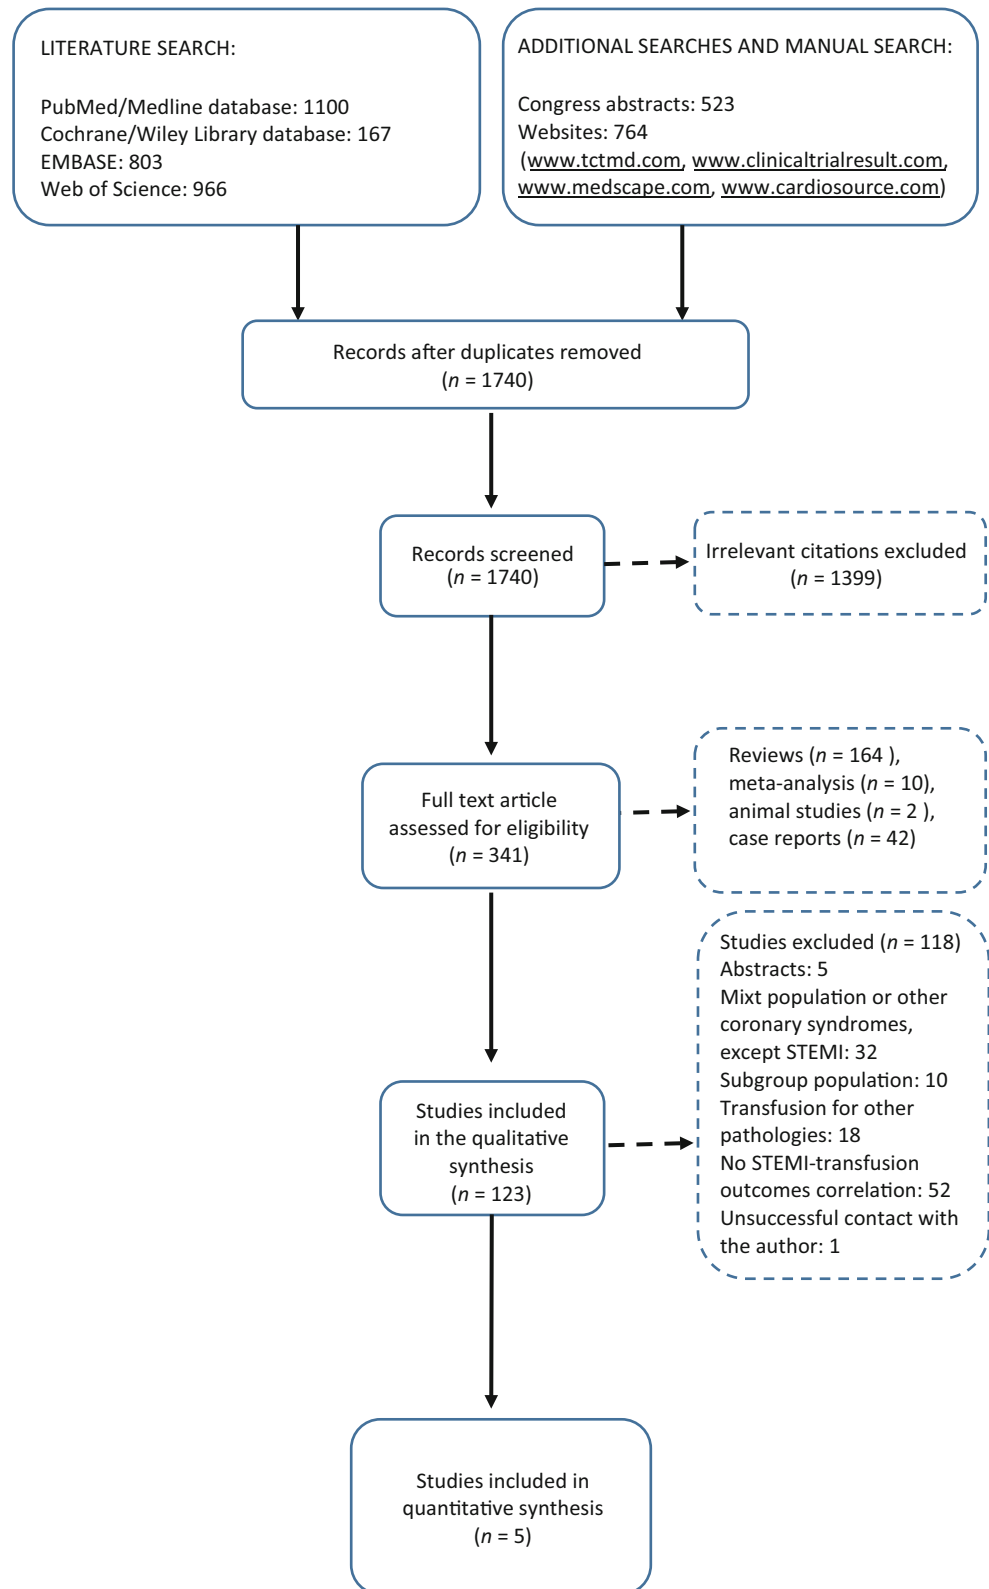 LITERATURE SEARCH:
PubMed/Medline database: 1100
Cochrane/Wiley Library database: 167
EMBASE: 803
Web of Science: 966
ADDITIONAL SEARCHES AND MANUAL SEARCH:
Congress abstracts: 523
Websites: 764
(www.tctmd.com, www.clinicaltrialresult.com,
www.medscape.com, www.cardiosource.com)
Records after duplicates removed
(n = 1740)
Records screened
(n = 1740)
Irrelevant citations excluded
(n = 1399)
Full text article
assessed for eligibility
(n = 341)
Reviews (n = 164 ),
meta-analysis (n = 10),
animal studies (n = 2 ),
case reports (n = 42)
Studies included
in the qualitative
synthesis
(n = 123)
Studies excluded (n = 118)
Abstracts: 5
Mixt population or other
coronary syndromes,
except STEMI: 32
Subgroup population: 10
Transfusion for other
pathologies: 18
No STEMI-transfusion
outcomes correlation: 52
Unsuccessful contact with
the author: 1
Studies included in
quantitative synthesis
(n = 5)